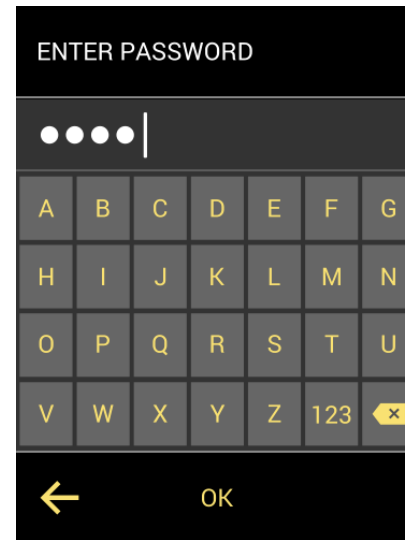 ENTER PASSWORD
●●●●
A B C D E F G
H I J K L M N
O P Q R S T U
V W X Y Z 123
OK